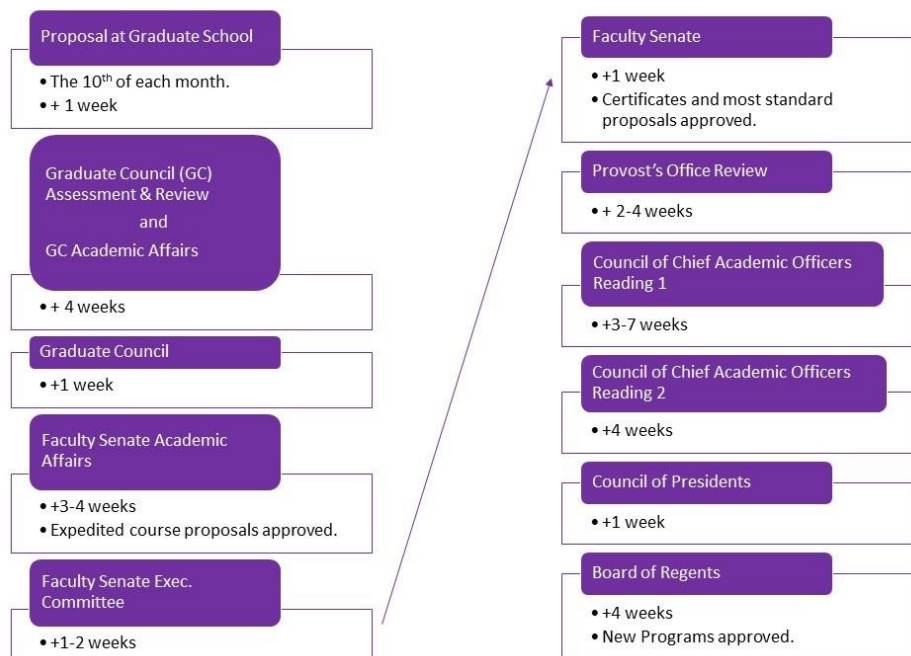 Proposal at Graduate School
• The 10th of each month.
• + 1 week
Graduate Council (GC)
Assessment & Review
and
GC Academic Affairs
• + 4 weeks
Graduate Council
• +1 week
Faculty Senate Academic
Affairs
• +3-4 weeks
• Expedited course proposals approved.
Faculty Senate Exec.
Committee
• +1-2 weeks
Faculty Senate
• +1 week
• Certificates and most standard
proposals approved.
Provost's Office Review
• + 2-4 weeks
Council of Chief Academic Officers
Reading 1
• +3-7 weeks
Council of Chief Academic Officers
Reading 2
• +4 weeks
Council of Presidents
• +1 week
Board of Regents
• +4 weeks
• New Programs approved.